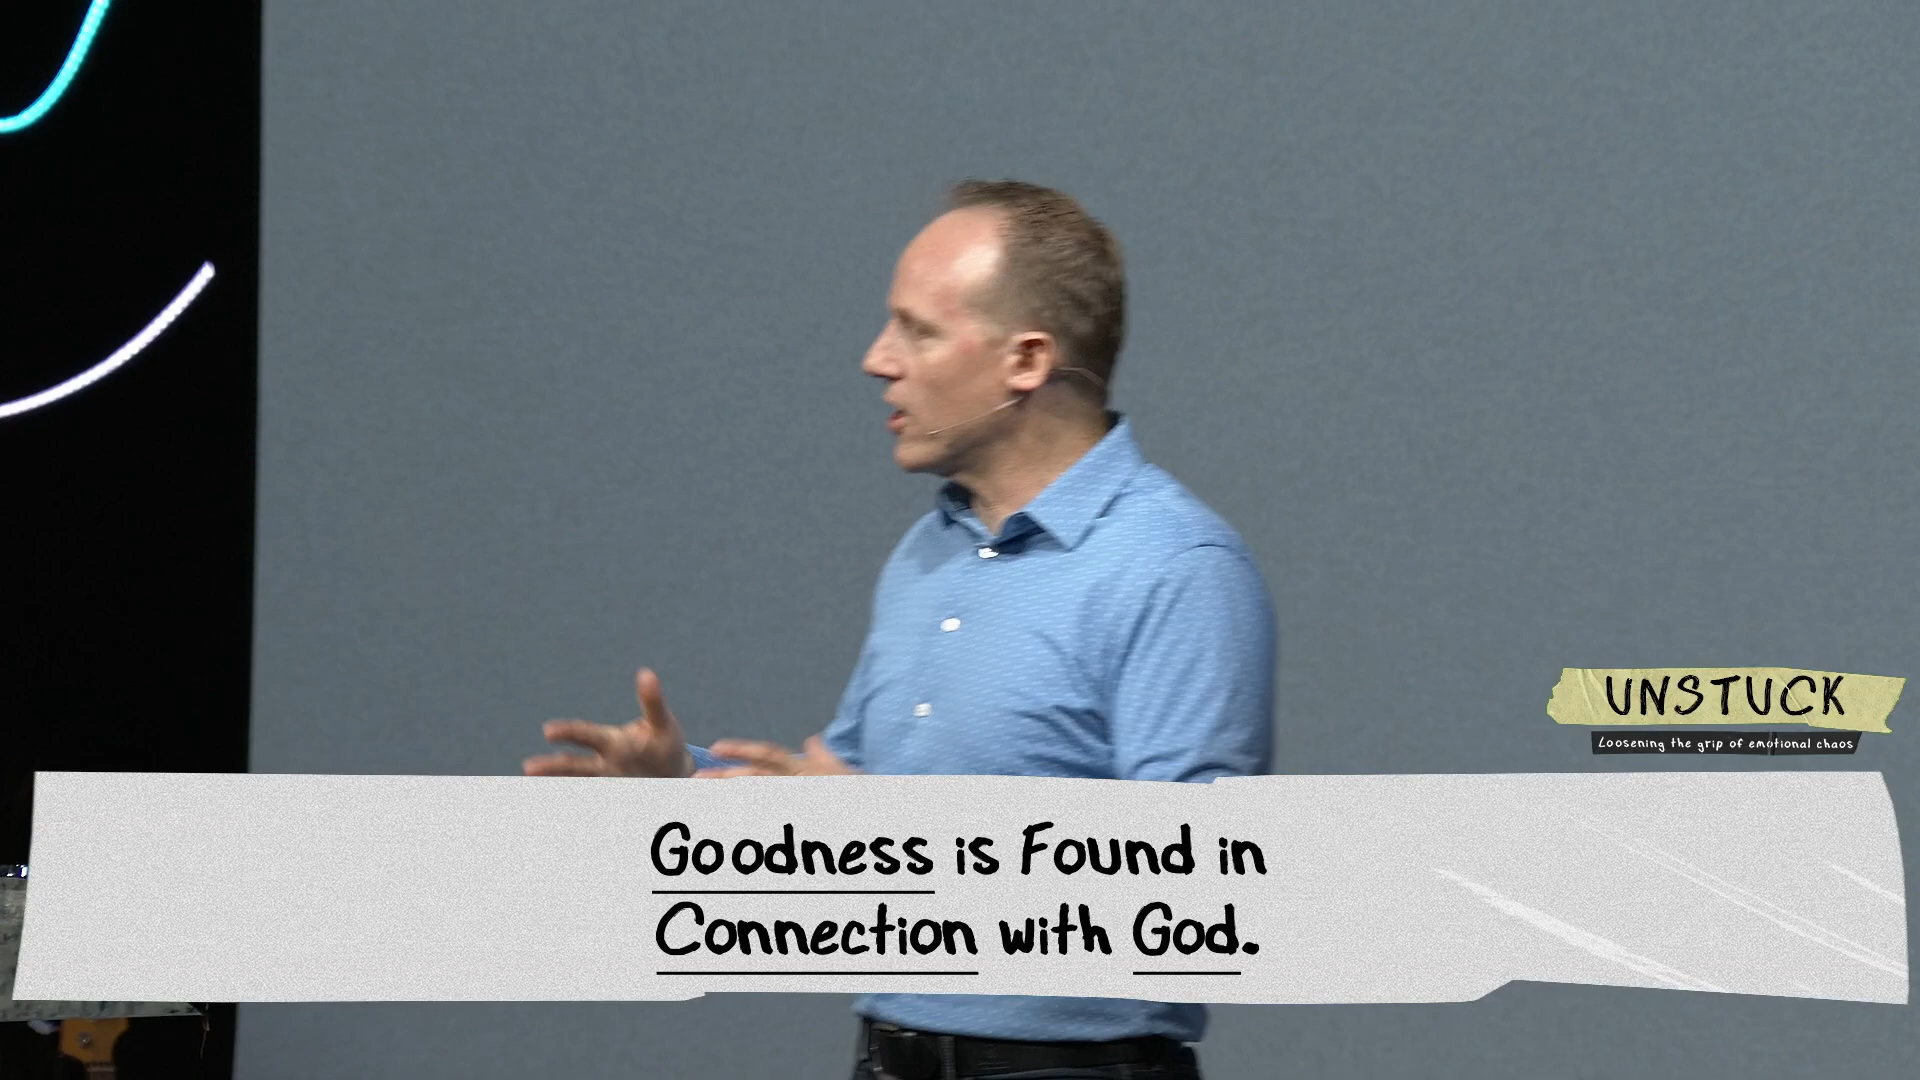 UNSTUCK
Loosening the grip of emotional chaos
Goodness is Found in
Connection with God.